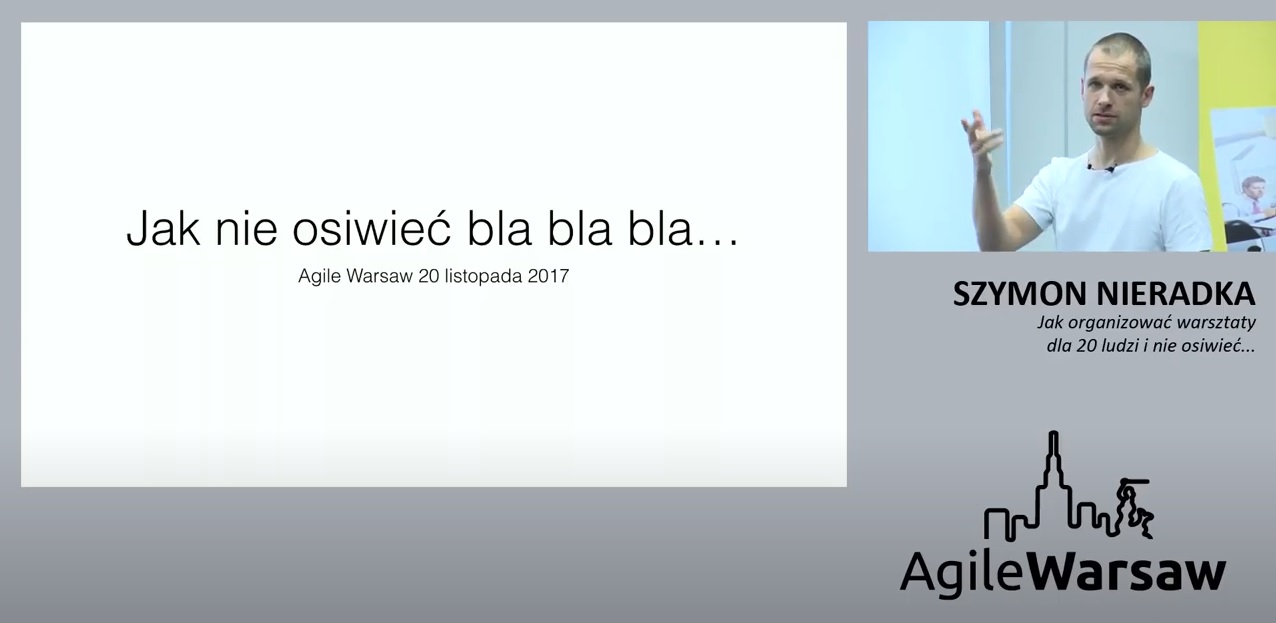 Jak nie osiwieć bla bla bla...
Agile Warsaw 20 listopada 2017
SZYMON NIERADKA
Jak organizować warsztaty
dla 20 ludzi i nie osiwieć...
AgileWarsaw